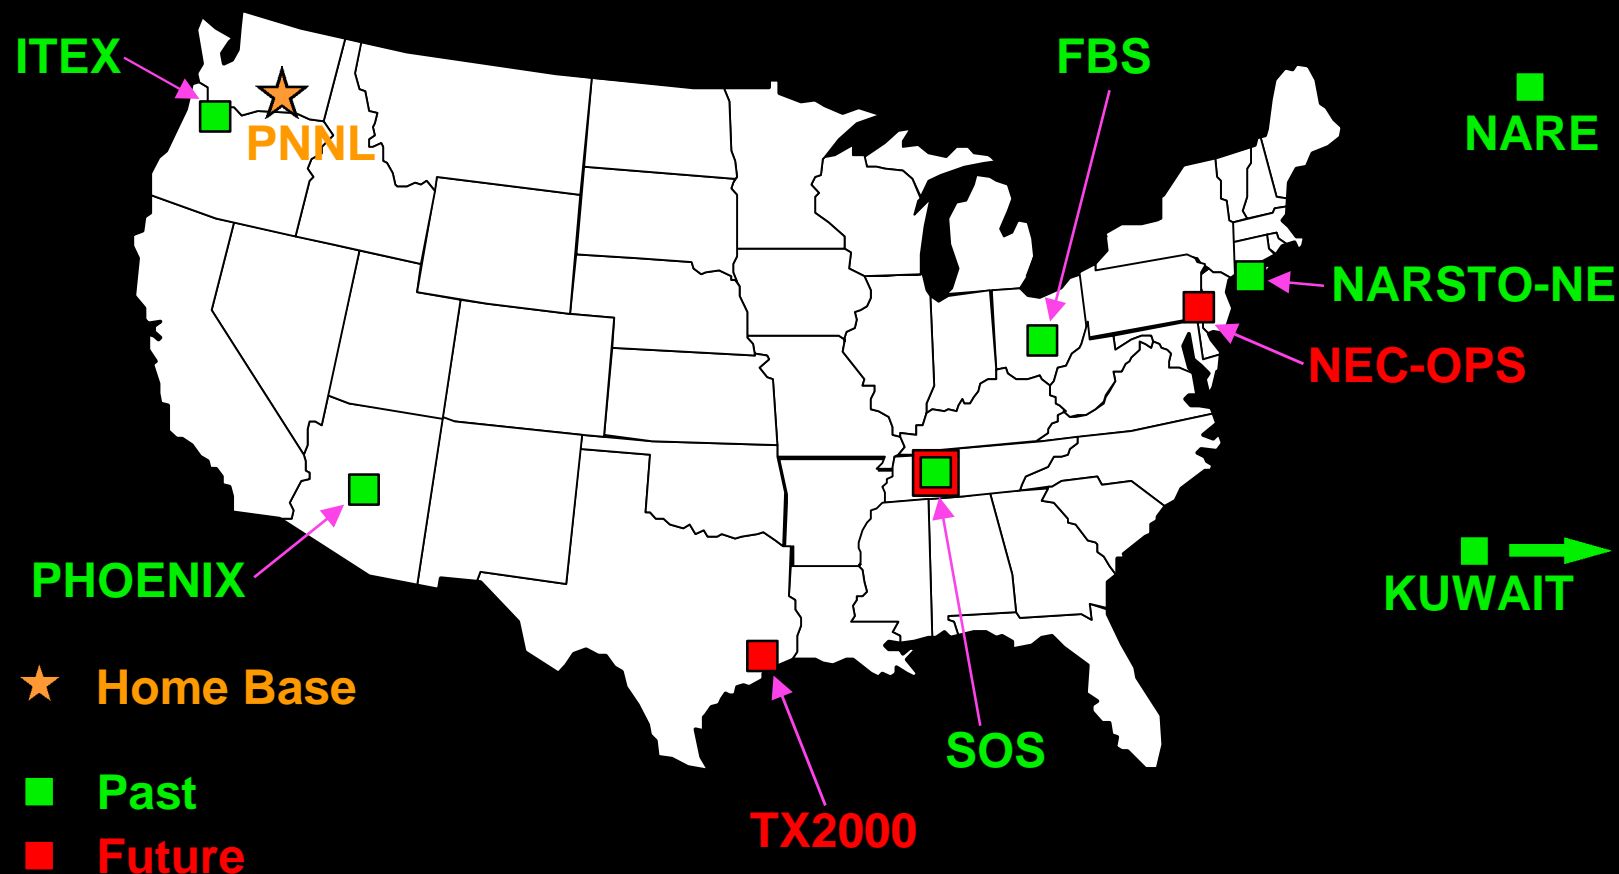 ITEX
FBS
NARE
PNNL
NARSTO-NE
NEC-OPS
PHOENIX
KUWAIT
Home Base
SOS
Past
TX2000
Future